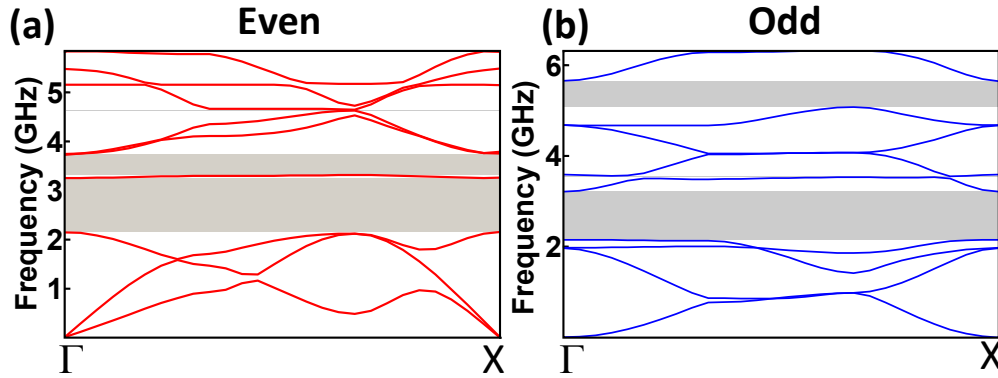 (a) Even
Frequency (GHz)
5
4
3
2
1
Γ X
(b) Odd
Frequency (GHz)
6
4
2
Γ X